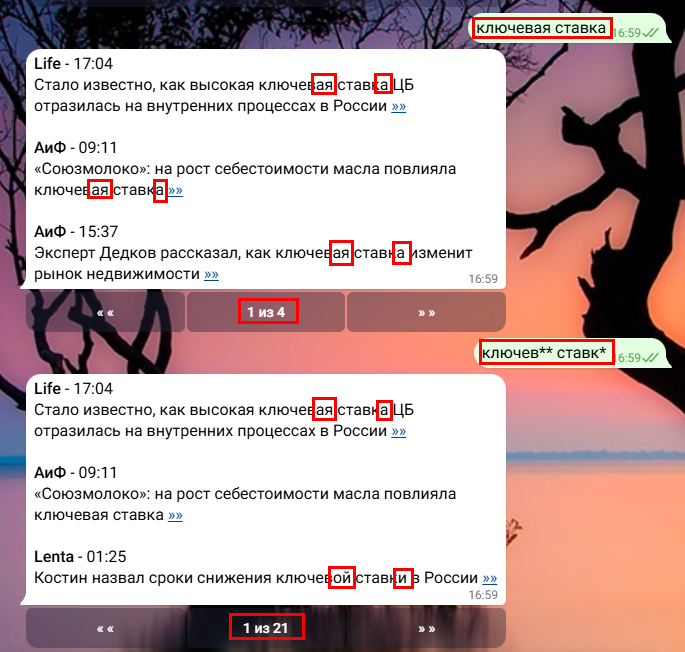 ключевая ставка
16:59
Life - 17:04
Стало известно, как высокая ключевая ставка ЦБ
отразилась на внутренних процессах в России »»
АиФ - 09:11
«Союзмолоко»: на рост себестоимости масла повлияла
ключевая ставка »»
АиФ - 15:37
Эксперт Дедков рассказал, как ключевая ставка изменит
рынок недвижимости »»
16:59
« « 1 из 4 » »
ключев** ставк*
6:59
Life - 17:04
Стало известно, как высокая ключевая ставка ЦБ
отразилась на внутренних процессах в России »»
АиФ - 09:11
«Союзмолоко»: на рост себестоимости масла повлияла
ключевая ставка »»
Lenta - 01:25
Костин назвал сроки снижения ключевой ставки в России »»
16:59
« « 1 из 21 » »